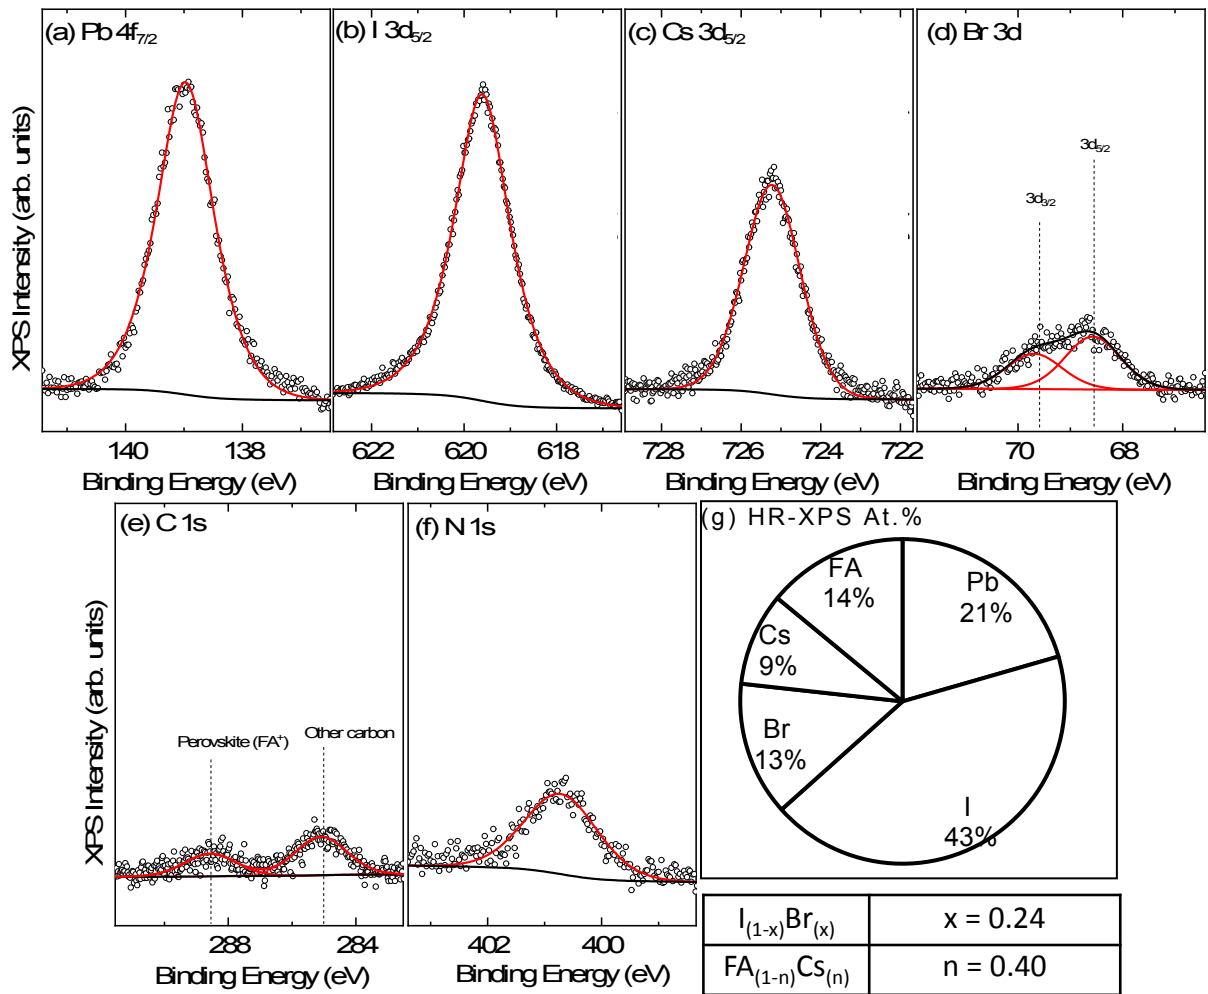 (a) Pb 4f7/2
(b) I 3d5/2
(c) Cs 3d5/2
(d) Br 3d
3d5/2
3d3/2
XPS Intensity (arb. units)
140 138
622 620 618
728 726 724 722
70 68
Binding Energy (eV)
Binding Energy (eV)
Binding Energy (eV)
Binding Energy (eV)
(e) C 1s
(f) N 1s
(g) HR-XPS At.%
FA
14%
Pb
21%
Cs
9%
Br
13%
I
43%
Perovskite (FA+)
Other carbon
XPS Intensity (arb. units)
288 284
402 400
Binding Energy (eV)
Binding Energy (eV)
I(1-x)Br(x) x = 0.24
FA(1-n)Cs(n) n = 0.40